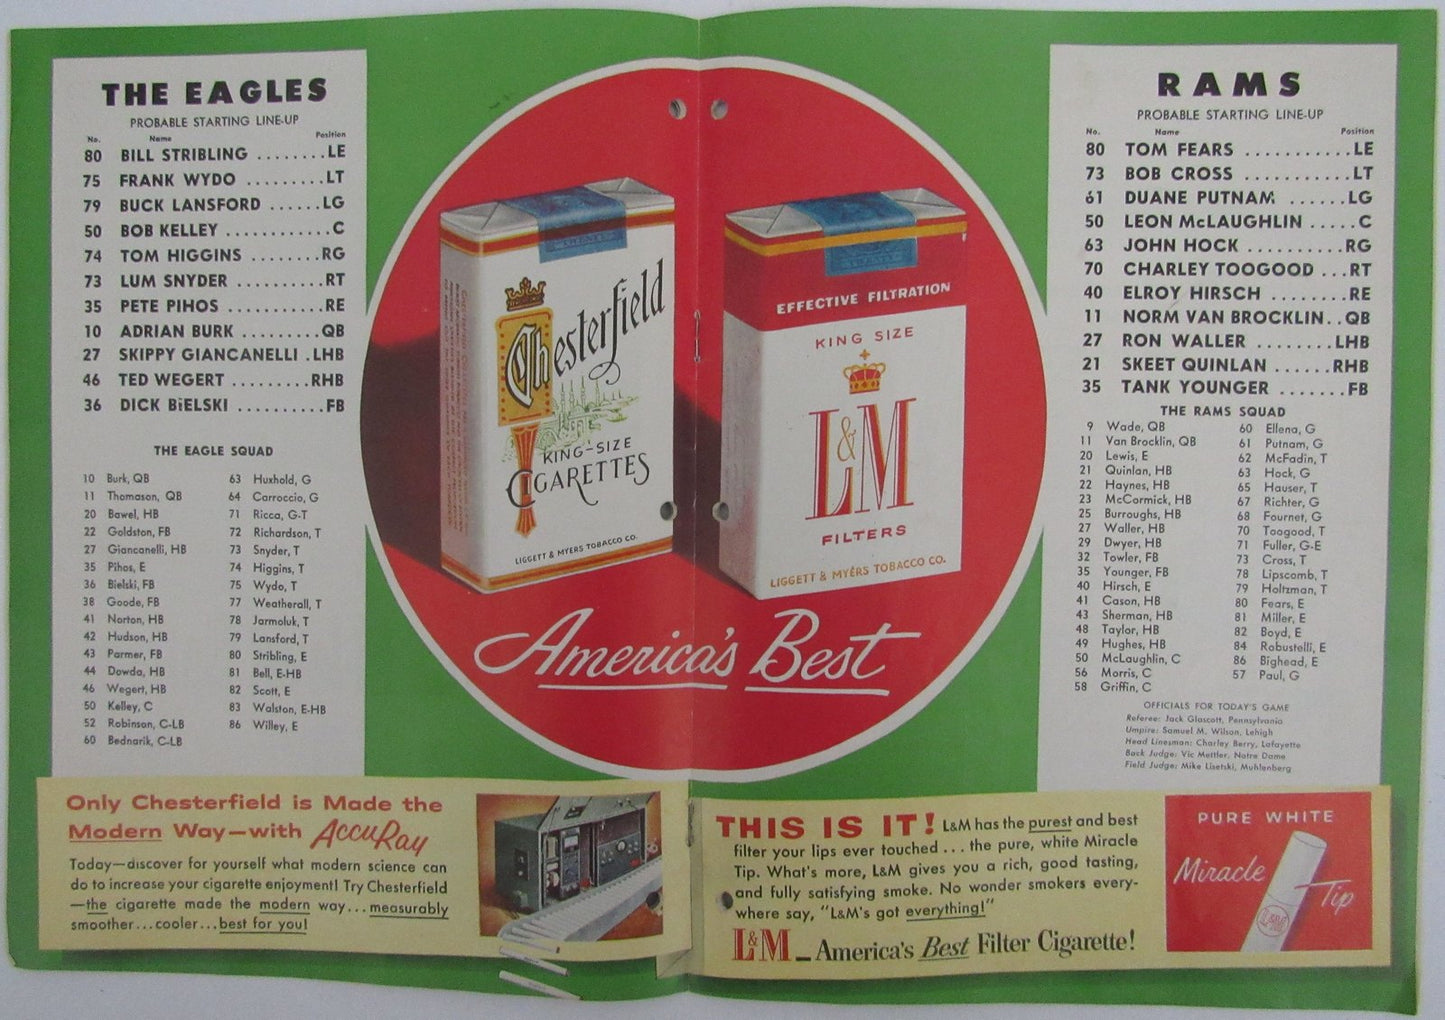 THE EAGLES
PROBABLE STARTING LINE-UP
No. Name Position
80 BILL STRIBLING ........LE
75 FRANK WYDO .........LT
79 BUCK LANSFORD ......LG
50 BOB KELLEY ............C
74 TOM HIGGINS ........RG
73 LUM SNYDER ..........RT
35 PETE PIHOS ...........RE
10 ADRIAN BURK .........QB
27 SKIPPY GIANCANELLI .LHB
46 TED WEGERT .........RHB
36 DICK BiELSKI ..........FB
THE EAGLE SQUAD
10 Burk, QB
11 Thomason, QB
20 Bawel, HB
22 Goldston, FB
27 Giancanelli, HB
35 Pihos, E
36 Bielski, FB
38 Goode, FB
41 Norton, HB
42 Hudson, HB
43 Parmer, FB
44 Dowda, HB
46 Wegert, HB
50 Kelley, C
52 Robinson, C-LB
60 Bednarik, C-LB
63 Huxhold, G
64 Carroccio, G
71 Ricca, G-T
72 Richardson, T
73 Snyder, T
74 Higgins, T
75 Wydo, T
77 Weatherall, T
78 Jarmoluk, T
79 Lansford, T
80 Stribling, E
81 Bell, E-HB
82 Scott, E
83 Walston, E-HB
86 Willey, E
Chesterfield
KING-SIZE
CIGARETTES
LIGGETT & MYERS TOBACCO CO.
TWENTY
EFFECTIVE FILTRATION
KING SIZE
L&M
FILTERS
LIGGETT & MYERS TOBACCO CO.
America's Best
RAMS
PROBABLE STARTING LINE-UP
No. Name Position
80 TOM FEARS ...........LE
73 BOB CROSS ...........LT
61 DUANE PUTNAM ......LG
50 LEON McLAUGHLIN .....C
63 JOHN HOCK ..........RG
70 CHARLEY TOOGOOD ...RT
40 ELROY HIRSCH ........RE
11 NORM VAN BROCKLIN..QB
27 RON WALLER ........LHB
21 SKEET QUINLAN ......RHB
35 TANK YOUNGER .......FB
THE RAMS SQUAD
9 Wade, QB
11 Van Brocklin, QB
20 Lewis, E
21 Quinlan, HB
22 Haynes, HB
23 McCormick, HB
25 Burroughs, HB
27 Waller, HB
29 Dwyer, HB
32 Towler, FB
35 Younger, FB
40 Hirsch, E
41 Cason, HB
43 Sherman, HB
48 Taylor, HB
49 Hughes, HB
50 McLaughlin, C
56 Morris, C
58 Griffin, C
60 Ellena, G
61 Putnam, G
62 McFadin, T
63 Hock, G
65 Hauser, T
67 Richter, G
68 Fournet, G
70 Toogood, T
71 Fuller, G-E
73 Cross, T
78 Lipscomb, T
79 Holtzman, T
80 Fears, E
81 Miller, E
82 Boyd, E
84 Robustelli, E
86 Bighead, E
57 Paul, G
OFFICIALS FOR TODAY'S GAME
Referee: Jack Glascott, Pennsylvania
Umpire: Samuel M. Wilson, Lehigh
Head Linesman: Charley Berry, Lafayette
Back Judge: Vic Mettler, Notre Dame
Field Judge: Mike Lisetski, Muhlenberg
Only Chesterfield is Made the
Modern Way—with AccuRay
Today—discover for yourself what modern science can
do to increase your cigarette enjoyment! Try Chesterfield
—the cigarette made the modern way...measurably
smoother...cooler...best for you!
THIS IS IT! L&M has the purest and best
filter your lips ever touched...the pure, white Miracle
Tip. What's more, L&M gives you a rich, good tasting,
and fully satisfying smoke. No wonder smokers every-
where say, "L&M's got everything!"
L&M—America's Best Filter Cigarette!
PURE WHITE
Miracle
Tip
L&M